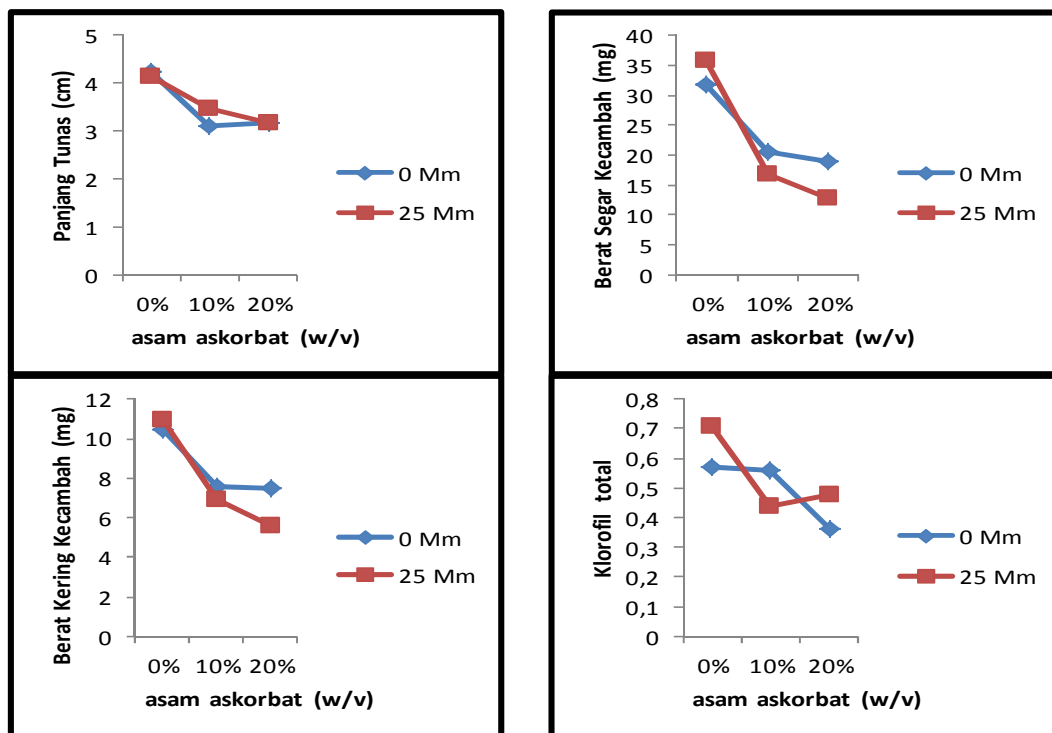 Panjang Tunas (cm)
5
4
3
2
1
0
0% 10% 20%
asam askorbat (w/v)
0 Mm
25 Mm
Berat Segar Kecambah (mg)
40
35
30
25
20
15
10
5
0
0% 10% 20%
asam askorbat (w/v)
0 Mm
25 Mm
Berat Kering Kecambah (mg)
12
10
8
6
4
2
0
0% 10% 20%
asam askorbat (w/v)
0 Mm
25 Mm
Klorofil total
0,8
0,7
0,6
0,5
0,4
0,3
0,2
0,1
0
0% 10% 20%
asam askorbat (w/v)
0 Mm
25 Mm